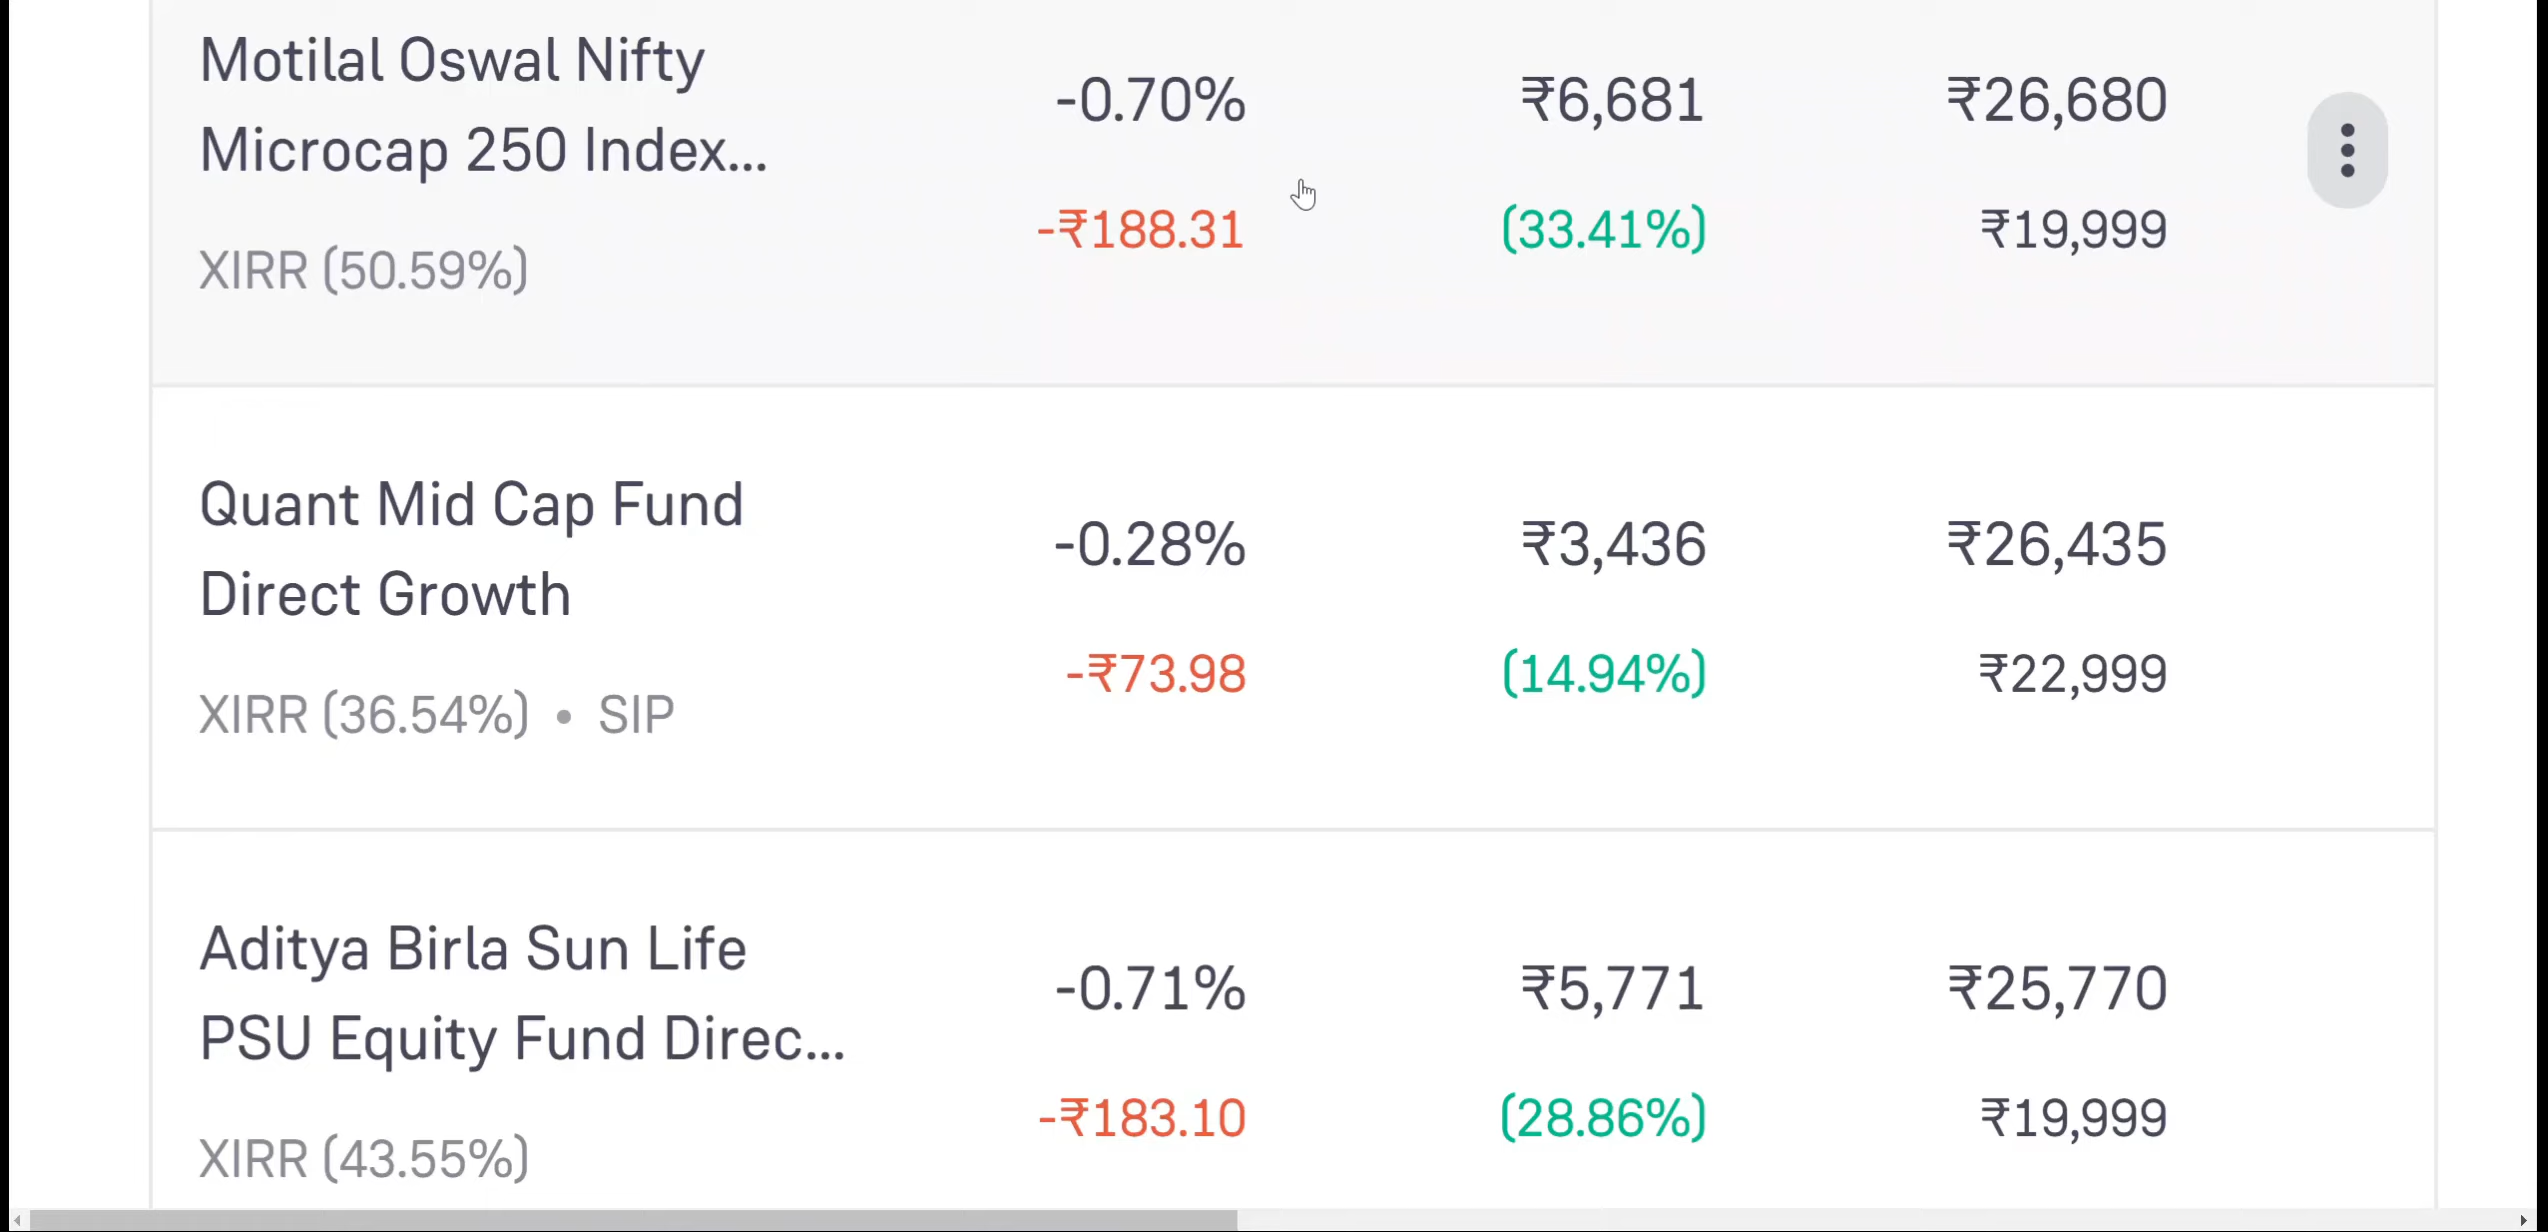 Motilal Oswal Nifty
Microcap 250 Index...
XIRR (50.59%)
-0.70%
-₹188.31
₹6,681
(33.41%)
₹26,680
₹19,999
Quant Mid Cap Fund
Direct Growth
XIRR (36.54%) • SIP
-0.28%
-₹73.98
₹3,436
(14.94%)
₹26,435
₹22,999
Aditya Birla Sun Life
PSU Equity Fund Direc...
XIRR (43.55%)
-0.71%
-₹183.10
₹5,771
(28.86%)
₹25,770
₹19,999